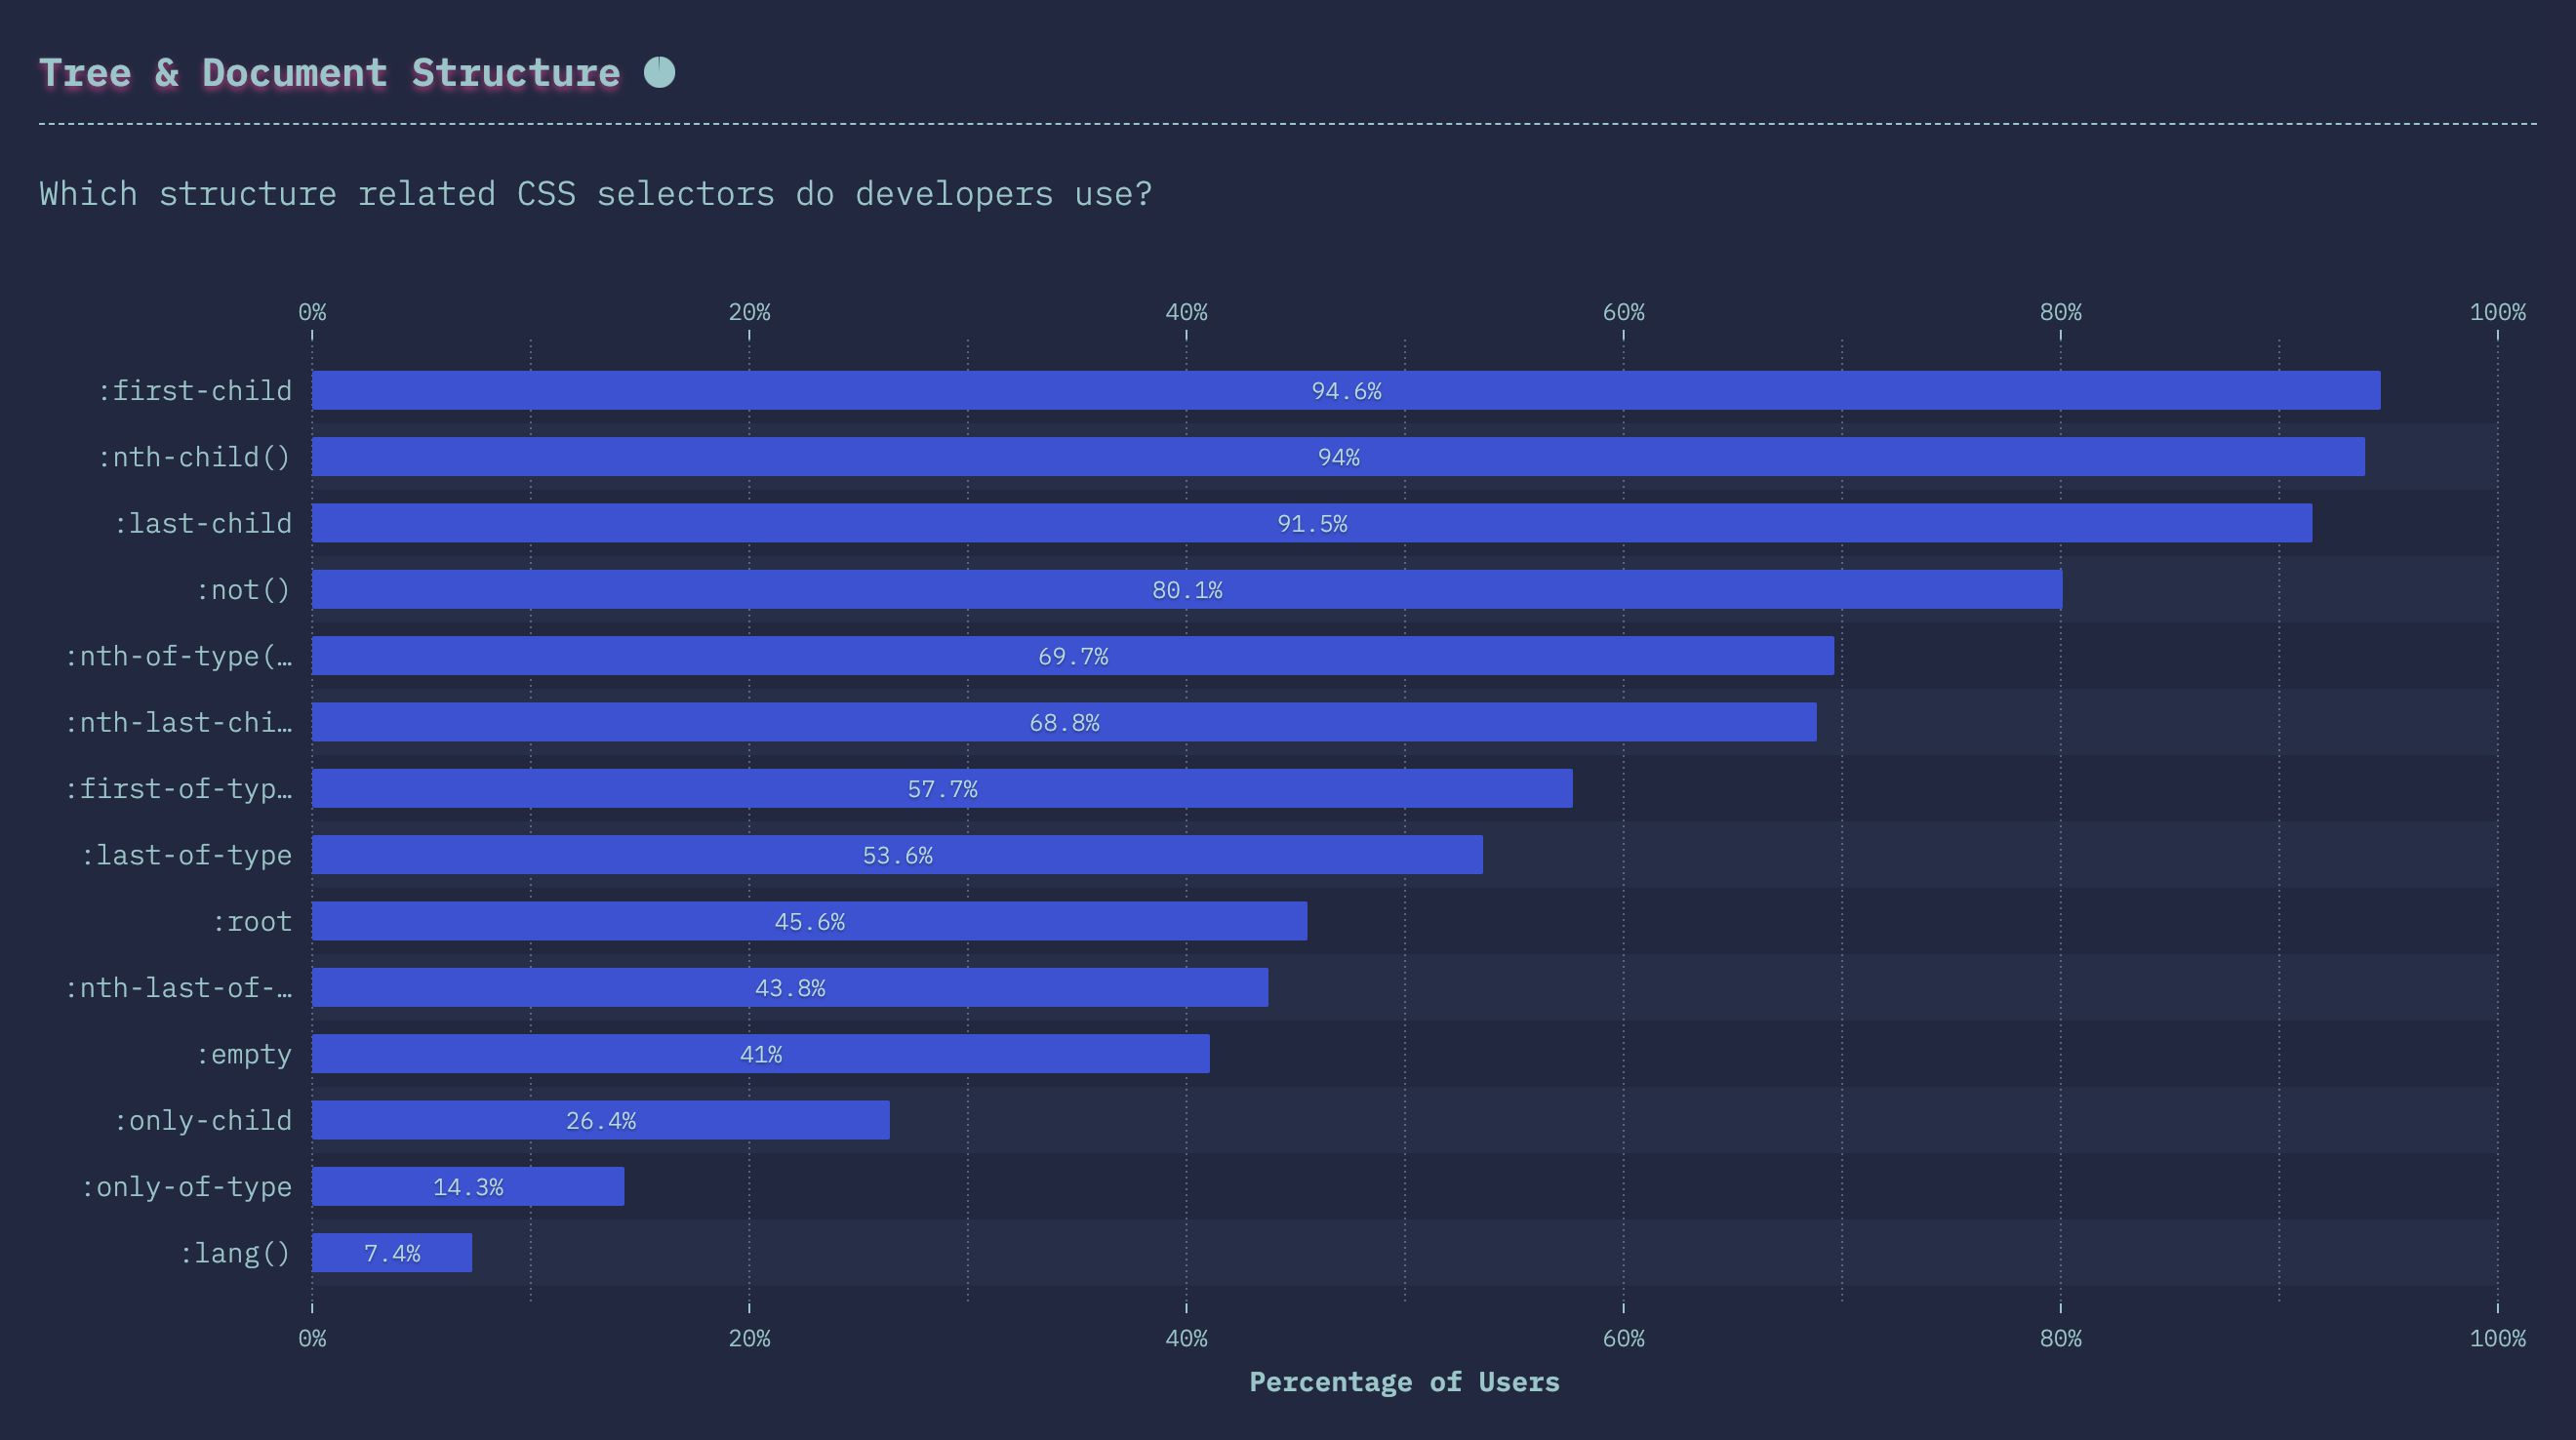 Tree & Document Structure
Which structure related CSS selectors do developers use?
0% 20% 40% 60% 80% 100%
:first-child 94.6%
:nth-child() 94%
:last-child 91.5%
:not() 80.1%
:nth-of-type(… 69.7%
:nth-last-chi… 68.8%
:first-of-typ… 57.7%
:last-of-type 53.6%
:root 45.6%
:nth-last-of-… 43.8%
:empty 41%
:only-child 26.4%
:only-of-type 14.3%
:lang() 7.4%
0% 20% 40% 60% 80% 100%
Percentage of Users